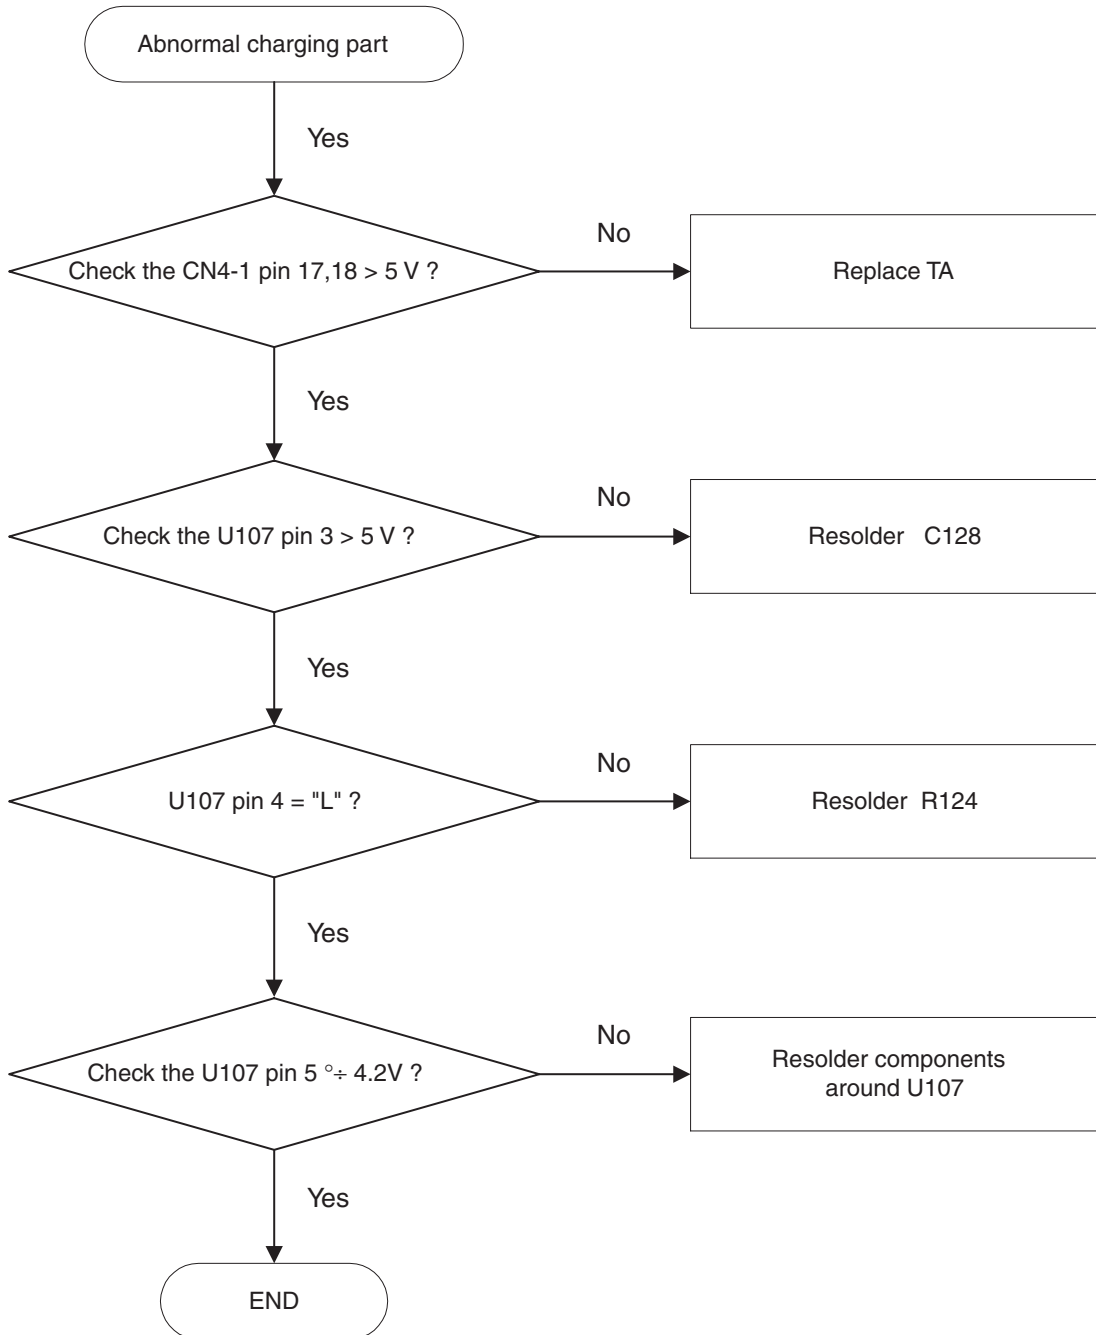 Abnormal charging part
Yes
Check the CN4-1 pin 17,18 > 5 V ?
No
Replace TA
Yes
Check the U107 pin 3 > 5 V ?
No
Resolder C128
Yes
U107 pin 4 = "L" ?
No
Resolder R124
Yes
Check the U107 pin 5 °÷ 4.2V ?
No
Resolder components
around U107
Yes
END